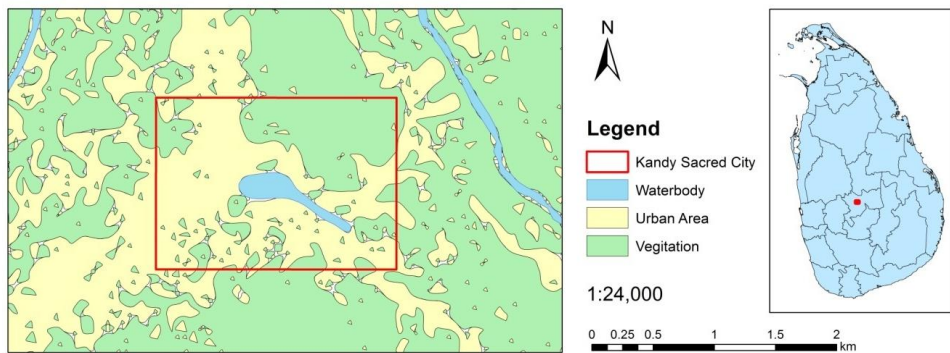 N
Legend
Kandy Sacred City
Waterbody
Urban Area
Vegitation
1:24,000
0 0.25 0.5 1 1.5 2
km